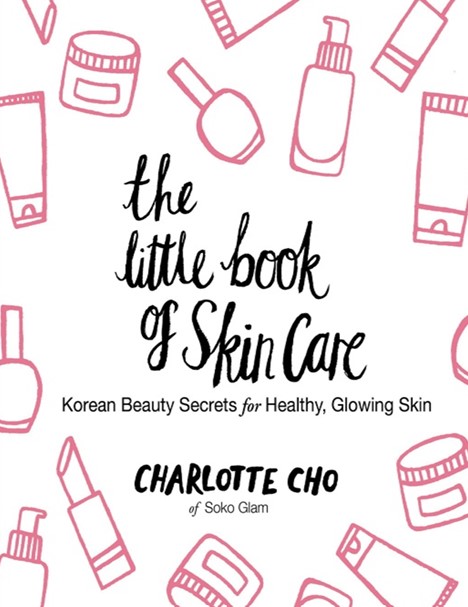 the
little book
of Skin Care
Korean Beauty Secrets for Healthy, Glowing Skin
CHARLOTTE CHO
of Soko Glam